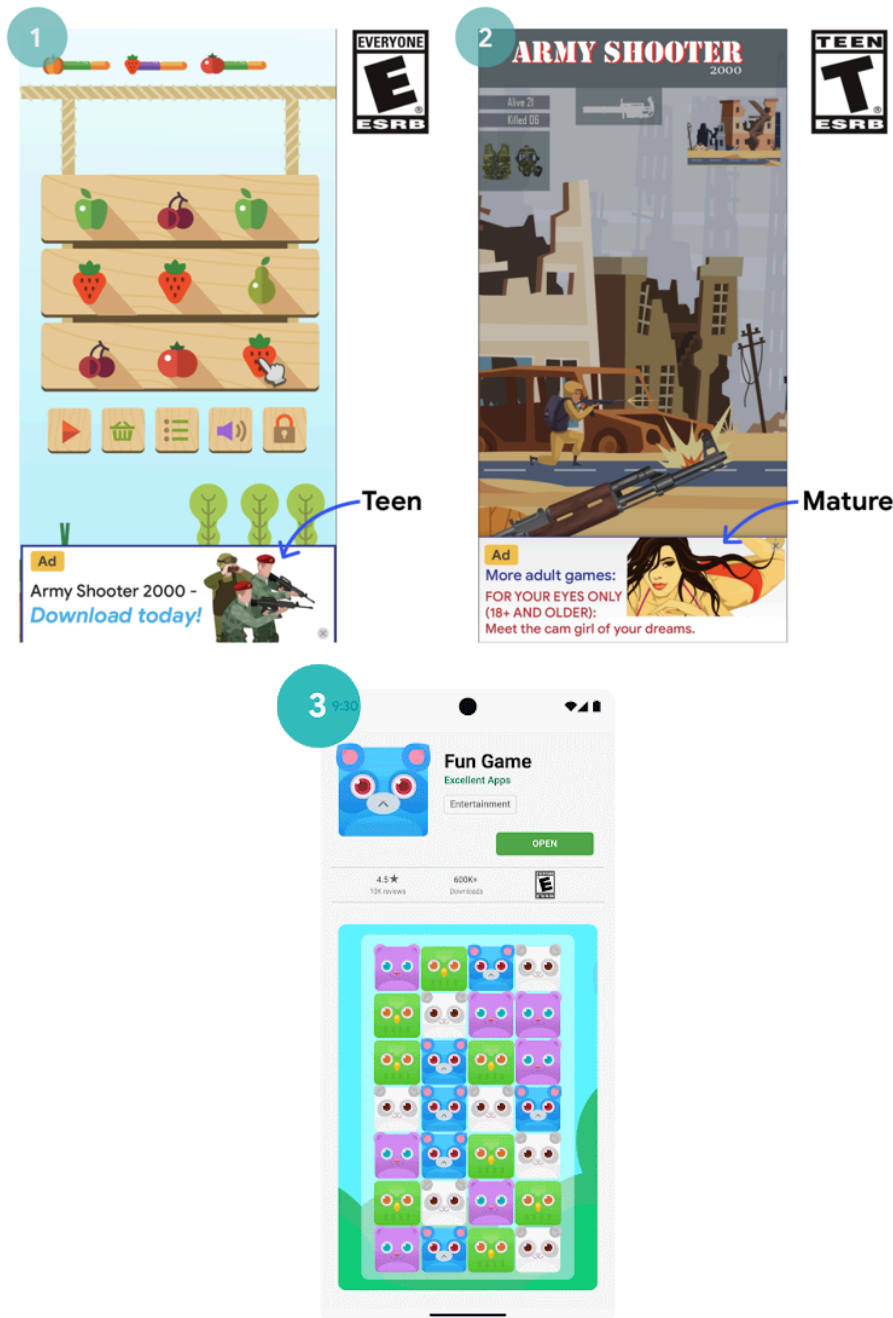 1
EVERYONE
E
ESRB
Teen
Ad
Army Shooter 2000 -
Download today!
2
ARMY SHOOTER
2000
TEEN
T
ESRB
Alive 21
Killed 06
Mature
Ad
More adult games:
FOR YOUR EYES ONLY
(18+ AND OLDER):
Meet the cam girl of your dreams.
3
9:30
Fun Game
Excellent Apps
Entertainment
OPEN
4.5★
10K reviews
600K+
Downloads
E